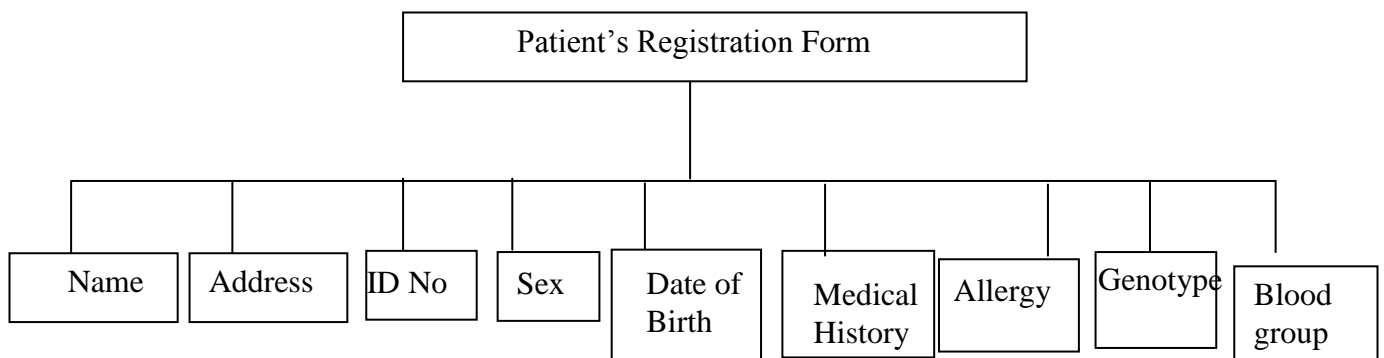 Patient’s Registration Form
Name
Address
ID No
Sex
Date of
Birth
Medical
History
Allergy
Genotype
Blood
group